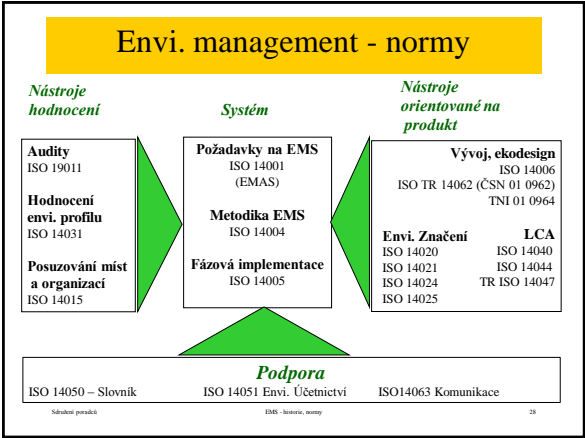 Envi. management - normy
Nástroje
hodnocení
Systém
Nástroje
orientované na
produkt
Audity
ISO 19011
Hodnocení
envi. profilu
ISO 14031
Posuzování míst
a organizací
ISO 14015
Požadavky na EMS
ISO 14001
(EMAS)
Metodika EMS
ISO 14004
Fázová implementace
ISO 14005
Vývoj, ekodesign
ISO 14006
ISO TR 14062 (ČSN 01 0962)
TNI 01 0964
Envi. Značení
ISO 14020
ISO 14021
ISO 14024
ISO 14025
LCA
ISO 14040
ISO 14044
TR ISO 14047
Podpora
ISO 14050 – Slovník ISO 14051 Envi. Účetnictví ISO14063 Komunikace
Sdružení poradců EMS - historie, normy 28